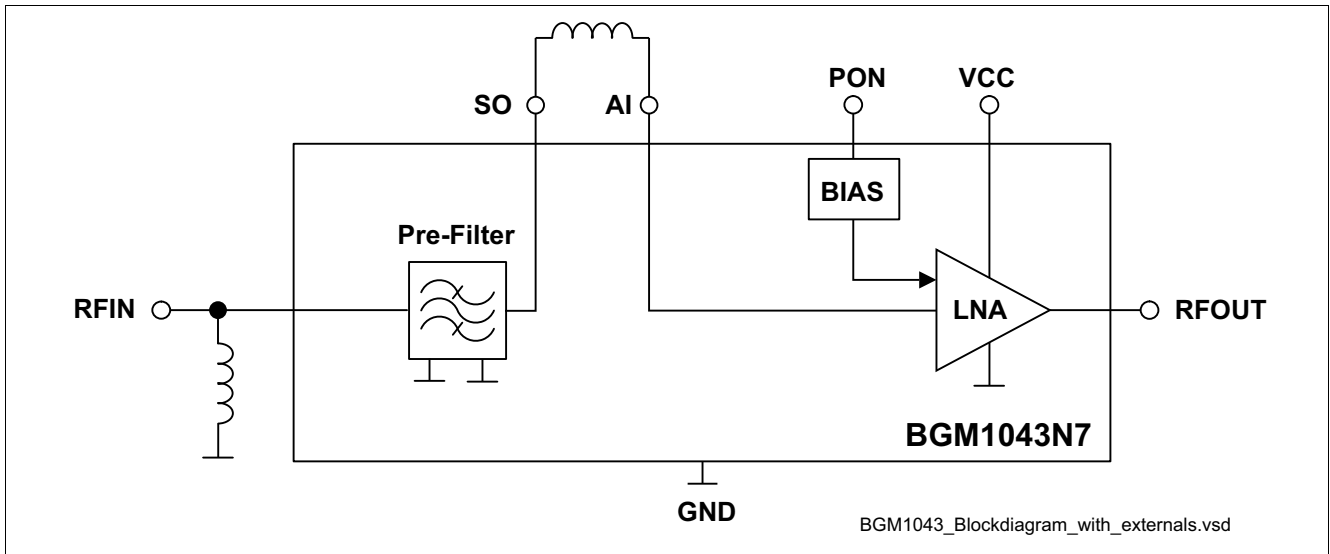 SO
AI
PON
VCC
BIAS
Pre-Filter
RFIN
LNA
RFOUT
BGM1043N7
GND
BGM1043_Blockdiagram_with_externals.vsd